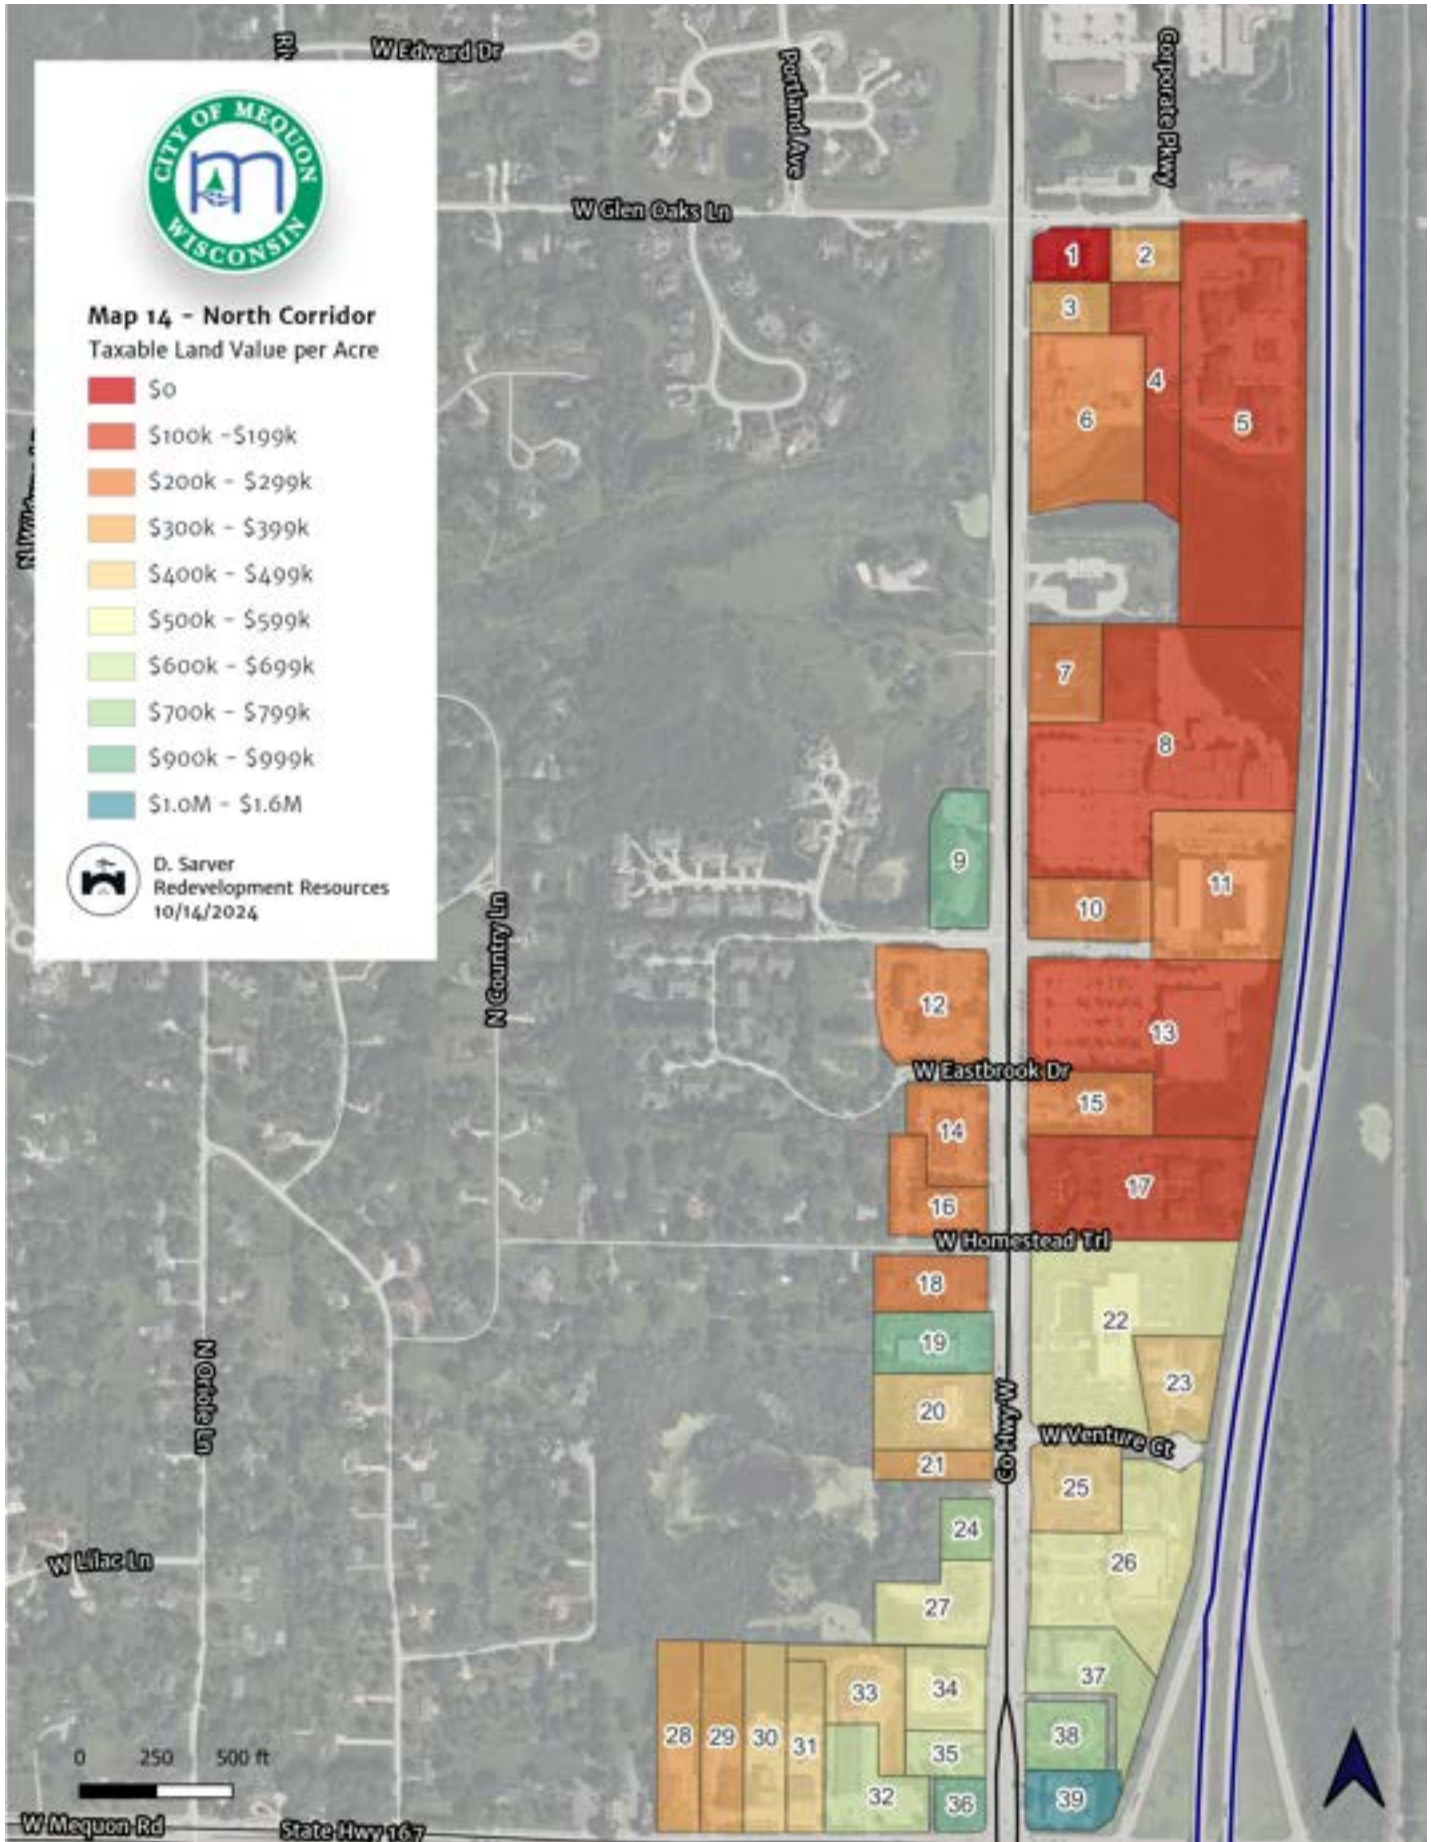 W Edward Dr
Portland Ave
Corporate Pkwy
CITY OF MEQUON
WISCONSIN
W Glen Oaks Ln
Map 14 - North Corridor
Taxable Land Value per Acre
$0
$100k -$199k
$200k - $299k
$300k - $399k
$400k - $499k
$500k - $599k
$600k - $699k
$700k - $799k
$900k - $999k
$1.0M - $1.6M
D. Sarver
Redevelopment Resources
10/14/2024
1
2
3
4
5
6
7
8
9
10
11
12
13
N Country Ln
W Eastbrook Dr
14
15
16
17
W Homestead Trl
18
19
20
21
22
23
N Oriole Ln
Co Hwy W
W Venture Ct
24
25
26
27
W Lilac Ln
28
29
30
31
32
33
34
35
36
37
38
39
0 250 500 ft
W Mequon Rd
State Hwy 167